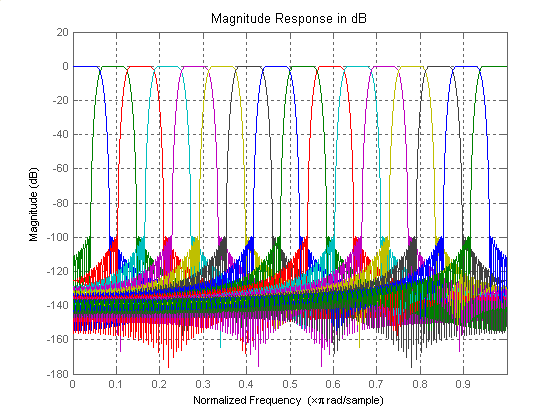 Magnitude Response in dB
20
0
-20
-40
-60
-80
-100
-120
-140
-160
-180
Magnitude (dB)
0 0.1 0.2 0.3 0.4 0.5 0.6 0.7 0.8 0.9
Normalized Frequency (×π rad/sample)